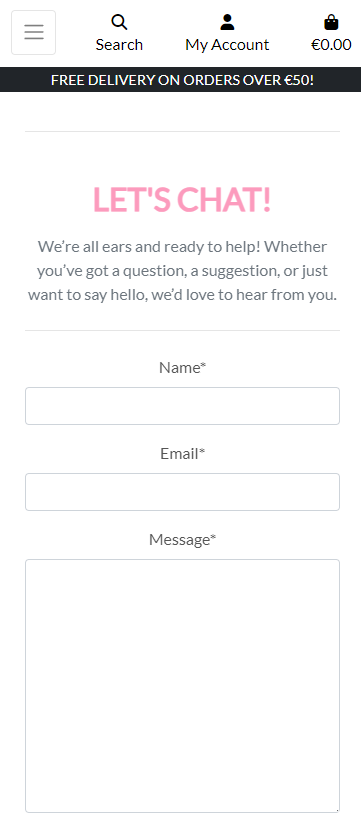 Search My Account €0.00
FREE DELIVERY ON ORDERS OVER €50!
LET'S CHAT!
We’re all ears and ready to help! Whether
you’ve got a question, a suggestion, or just
want to say hello, we’d love to hear from you.
Name*
Email*
Message*